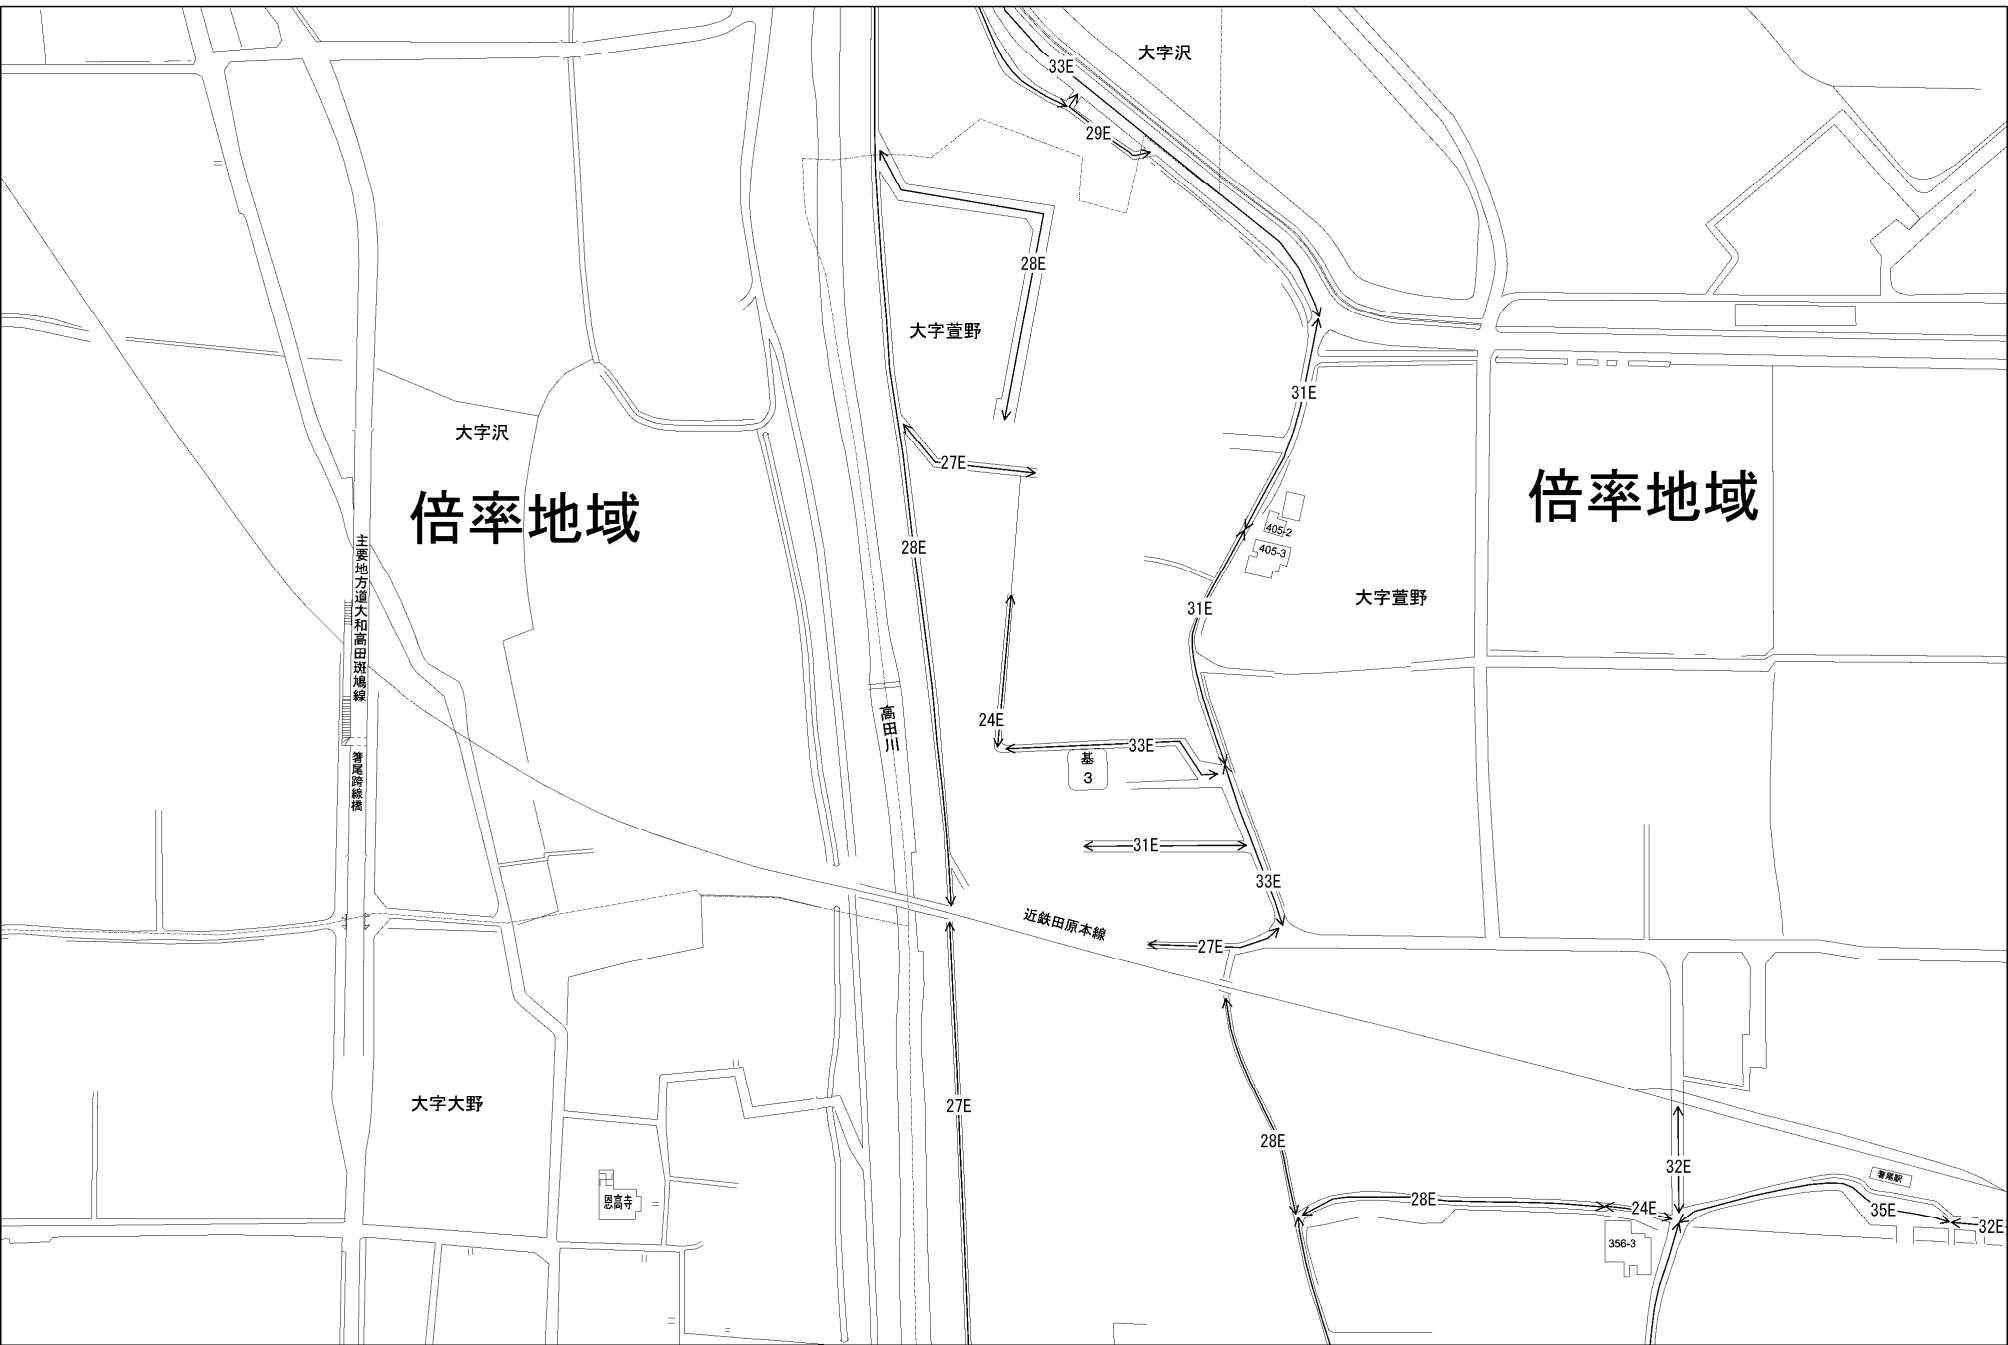 大字沢
33E
29E
28E
大字萱野
31E
大字沢
27E
倍率地域
倍率地域
405-2
405-3
28E
主要地方道大和高田斑鳩線
大字萱野
31E
高田川
24E
33E
基
3
箸尾跨線橋
31E
33E
近鉄田原本線
27E
大字大野
27E
28E
32E
箸尾駅
恩高寺
28E
24E
35E
32E
356-3